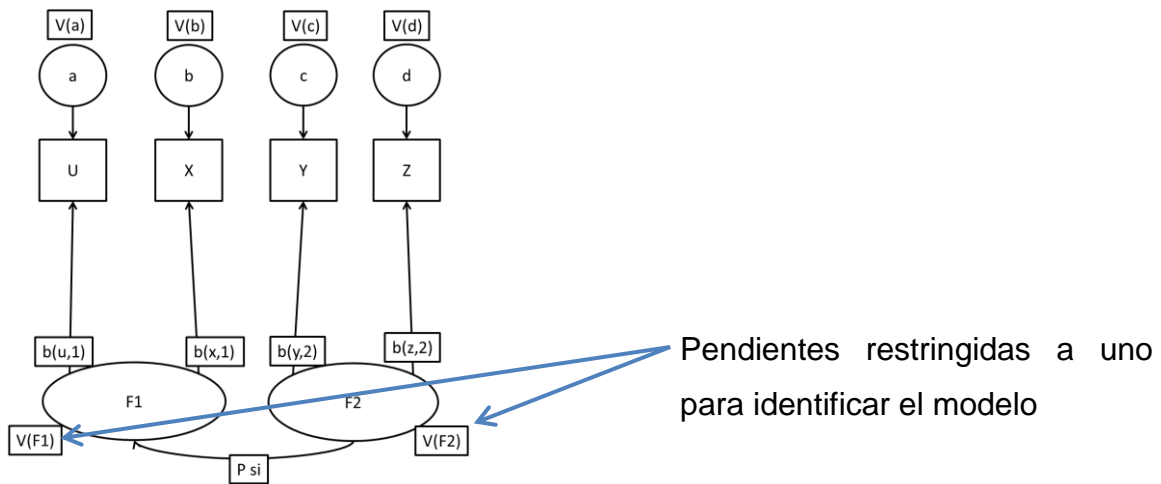 V(a) V(b) V(c) V(d)
a b c d
U X Y Z
b(u,1) b(x,1) b(y,2) b(z,2)
F1 F2
V(F1) V(F2)
P si
Pendientes restringidas a uno
para identificar el modelo